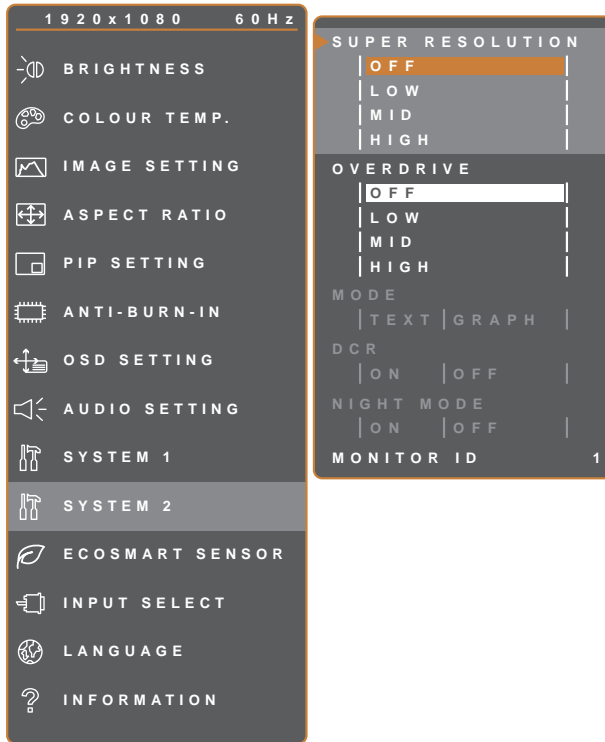 1920x1080 60Hz
BRIGHTNESS
COLOUR TEMP.
IMAGE SETTING
ASPECT RATIO
PIP SETTING
ANTI-BURN-IN
OSD SETTING
AUDIO SETTING
SYSTEM 1
SYSTEM 2
ECOSMART SENSOR
INPUT SELECT
LANGUAGE
INFORMATION
SUPER RESOLUTION
OFF
LOW
MID
HIGH
OVERDRIVE
OFF
LOW
MID
HIGH
MODE
TEXT GRAPH
DCR
ON OFF
NIGHT MODE
ON OFF
MONITOR ID 1